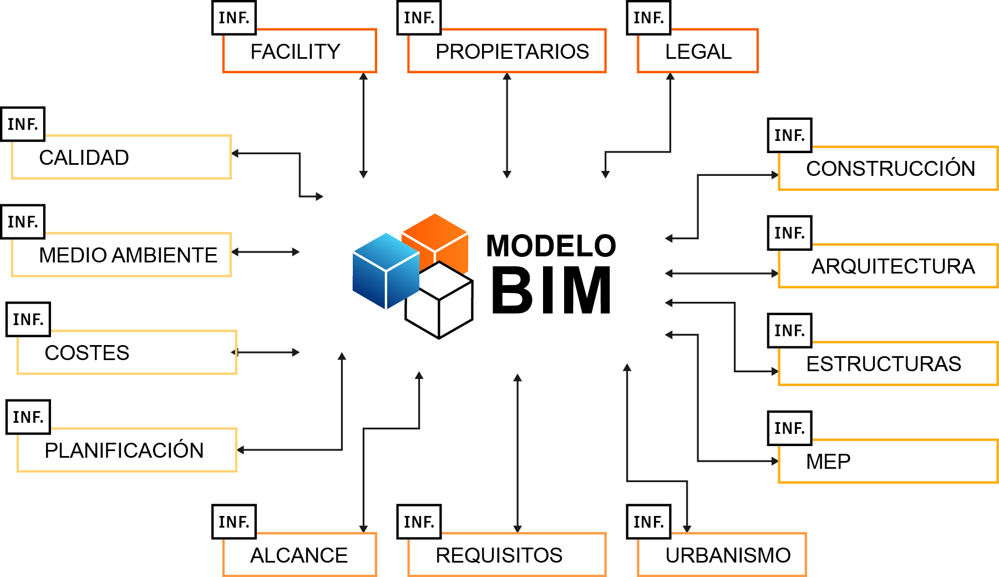 INF.
FACILITY
INF.
PROPIETARIOS
INF.
LEGAL
INF.
CALIDAD
INF.
MEDIO AMBIENTE
INF.
COSTES
INF.
PLANIFICACIÓN
MODELO
BIM
INF.
CONSTRUCCIÓN
INF.
ARQUITECTURA
INF.
ESTRUCTURAS
INF.
MEP
INF.
ALCANCE
INF.
REQUISITOS
INF.
URBANISMO